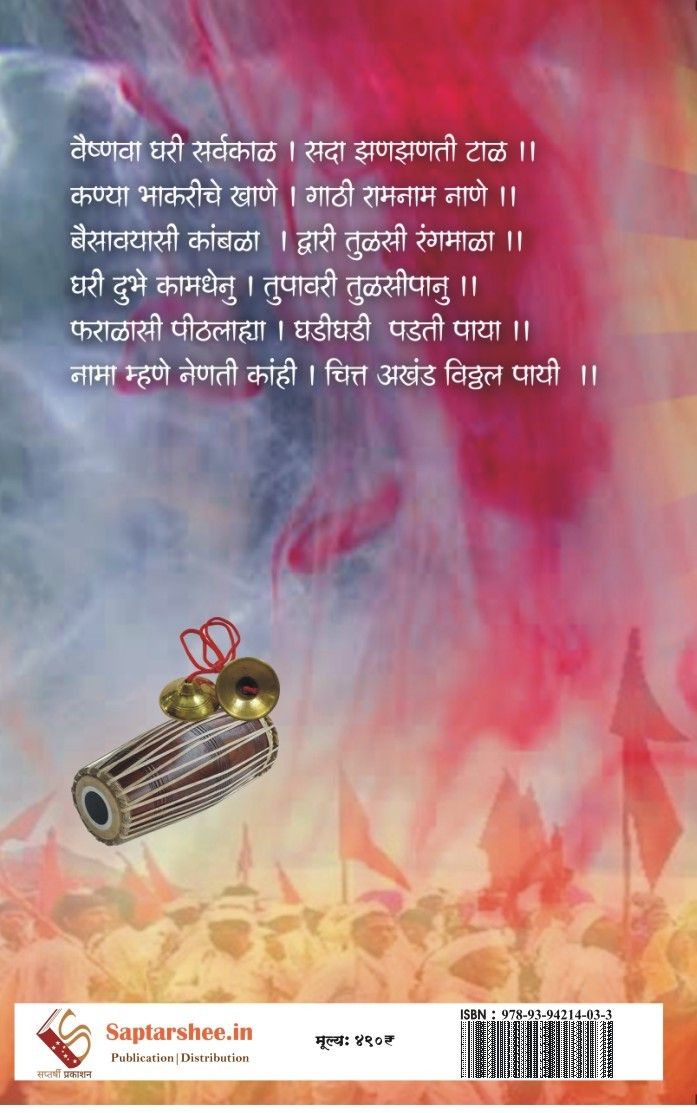 वैष्णवा घरी सर्वकाळ । सदा झणझणती टाळ ।।
कण्या भाकरीचे खाणे । गाठी रामनाम नाणे ।।
बैसावयासी कांबळा । द्वारी तुळसी रंगमाळा ।।
घरी दुभे कामधेनु । तुपावरी तुळसीपानु ।।
फराळासी पीठलाह्या । घडीघडी पडती पाया ।।
नामा म्हणे नेणती कांही । चित्त अखंड विठ्ठल पायी ।।
Saptarshee.in
Publication|Distribution
सप्तर्षी प्रकाशन
मूल्यः ४९०₹
ISBN : 978-93-94214-03-3